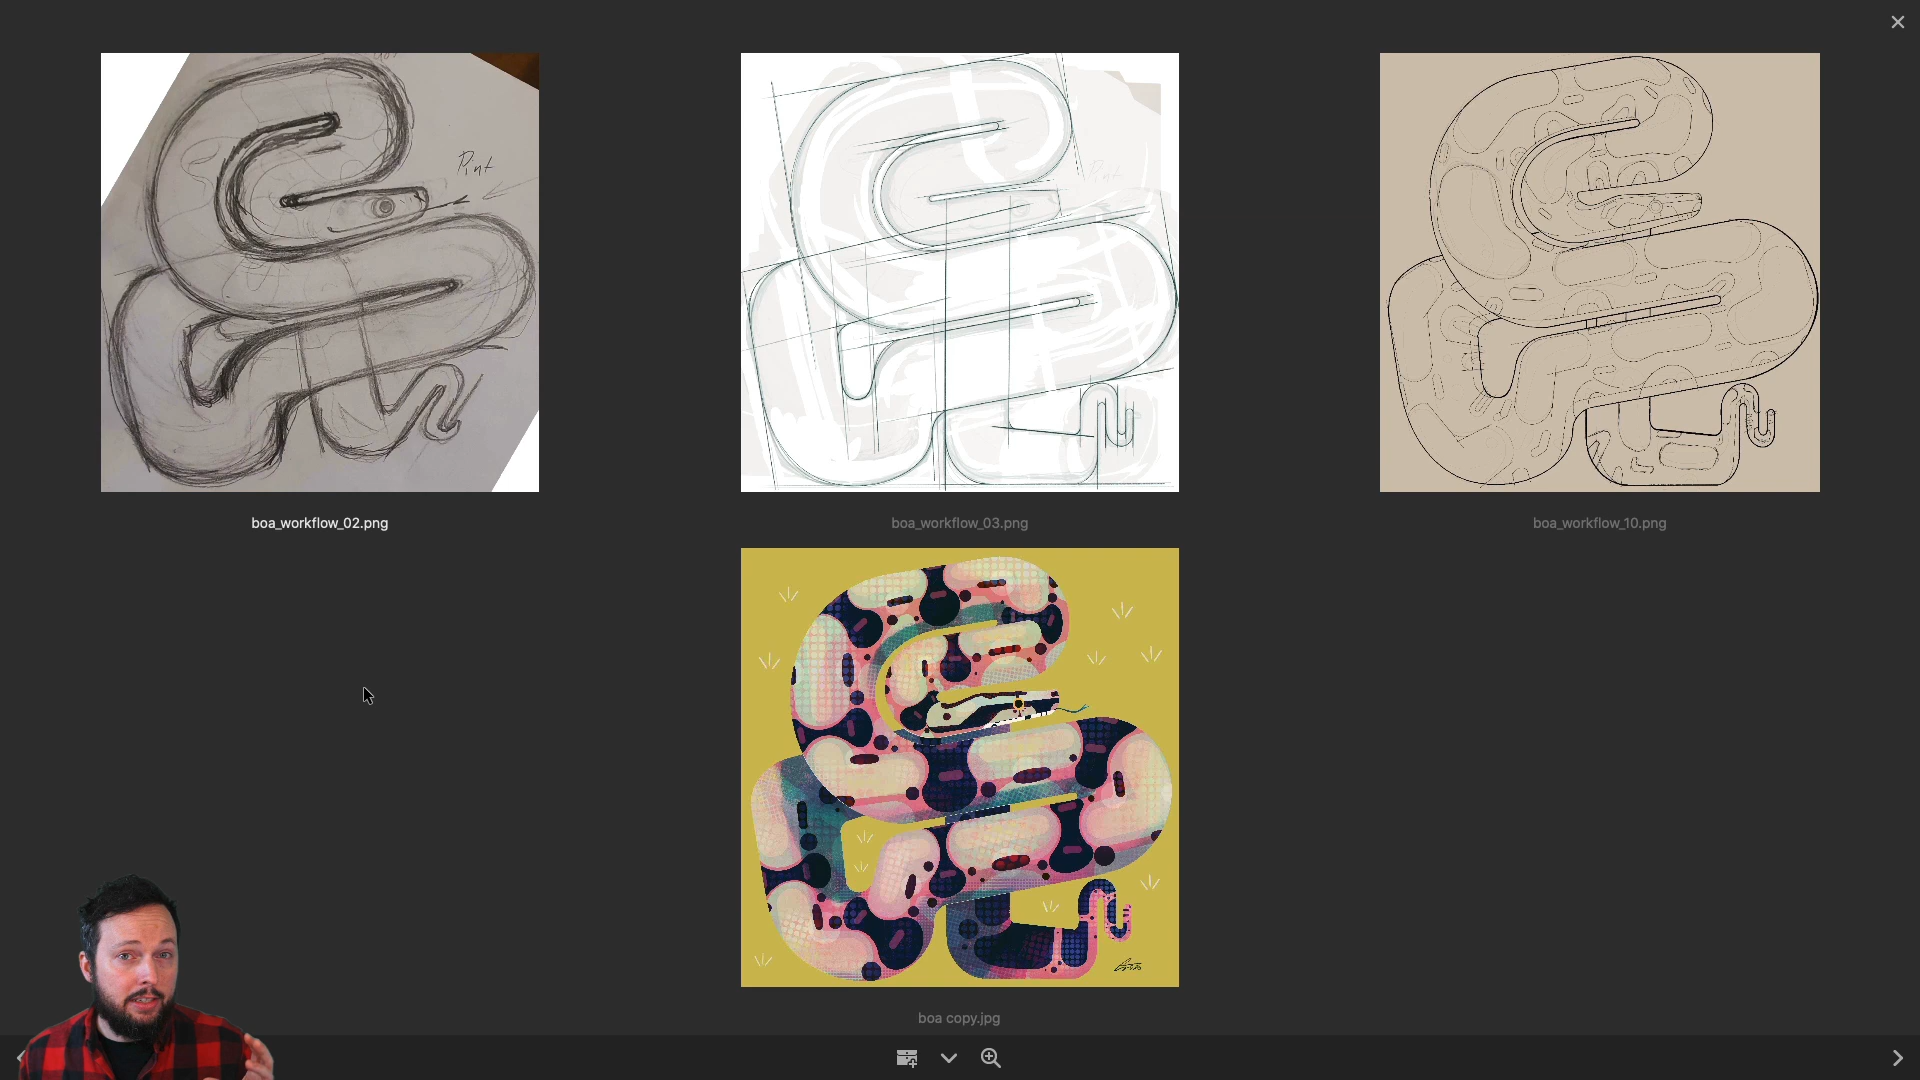 Pint
boa_workflow_02.png
boa_workflow_03.png
boa_workflow_10.png
boa copy.jpg